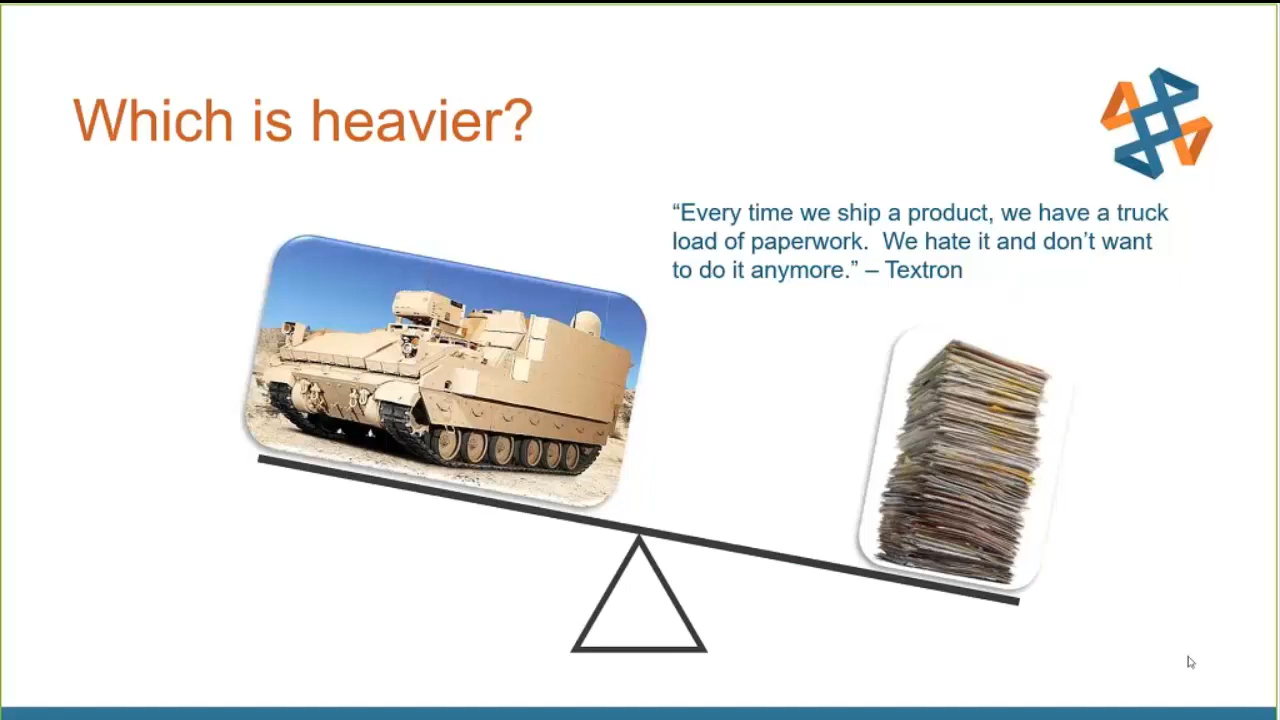 Which is heavier?
“Every time we ship a product, we have a truck
load of paperwork.  We hate it and don’t want
to do it anymore.” – Textron